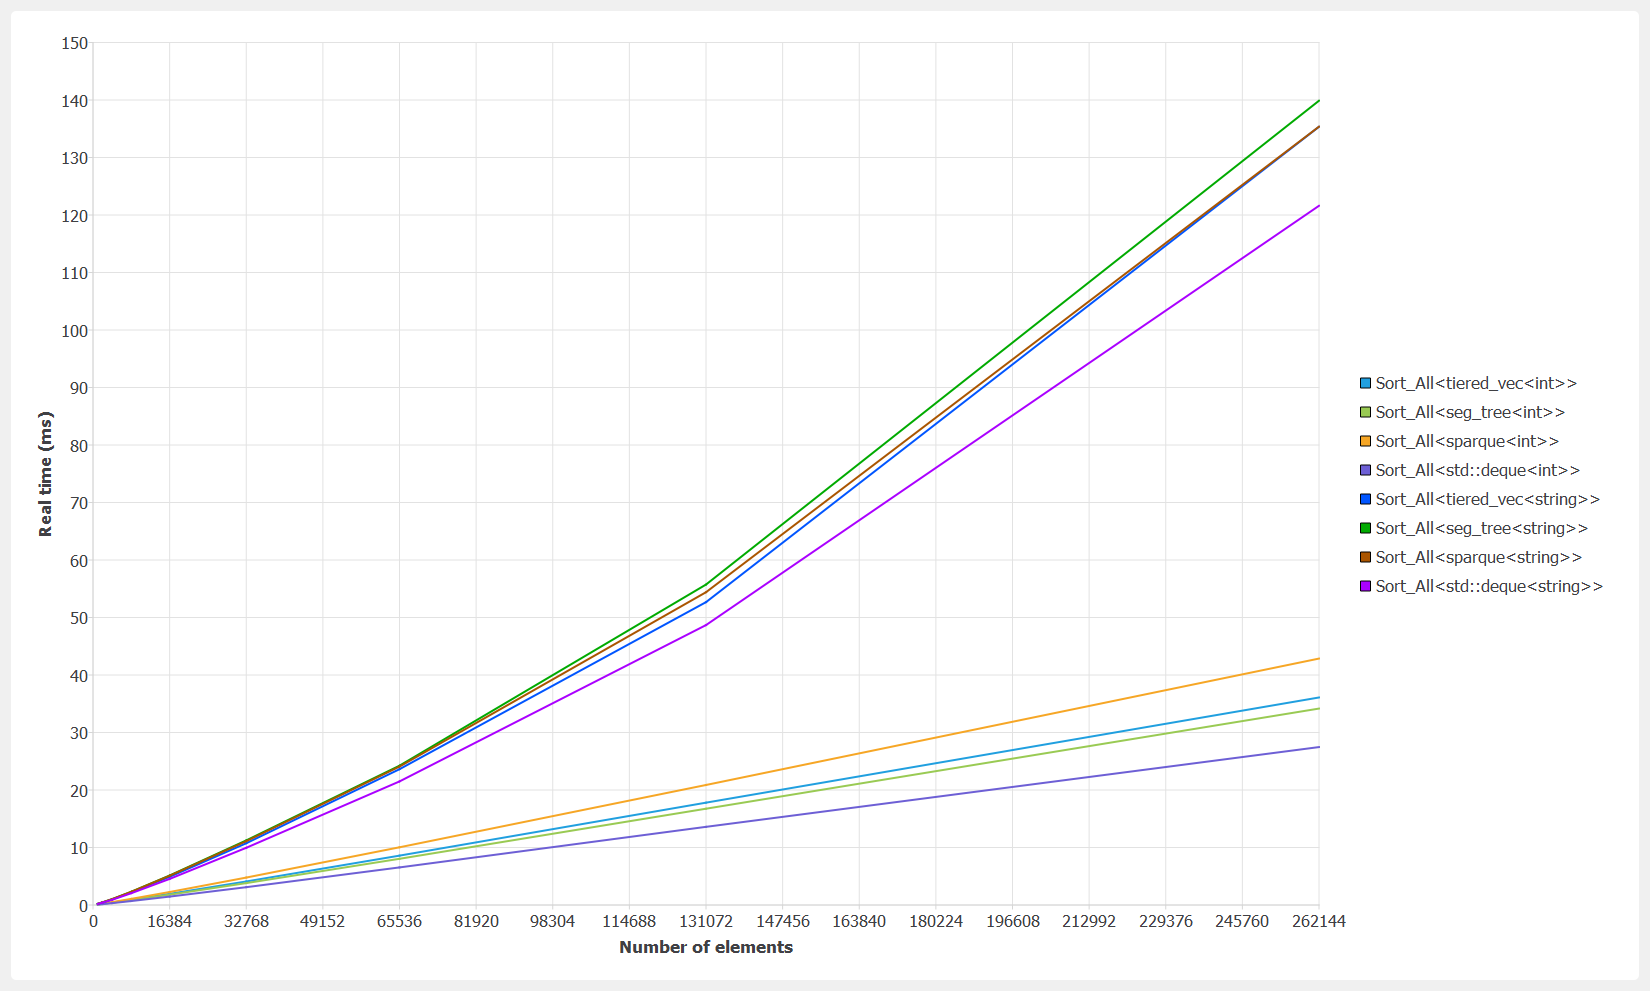 150
140
130
120
110
100
90
80
70
60
50
40
30
20
10
0
Real time (ms)
0 16384 32768 49152 65536 81920 98304 114688 131072 147456 163840 180224 196608 212992 229376 245760 262144
Number of elements
Sort_All<tiered_vec<int>>
Sort_All<seg_tree<int>>
Sort_All<sparque<int>>
Sort_All<std::deque<int>>
Sort_All<tiered_vec<string>>
Sort_All<seg_tree<string>>
Sort_All<sparque<string>>
Sort_All<std::deque<string>>